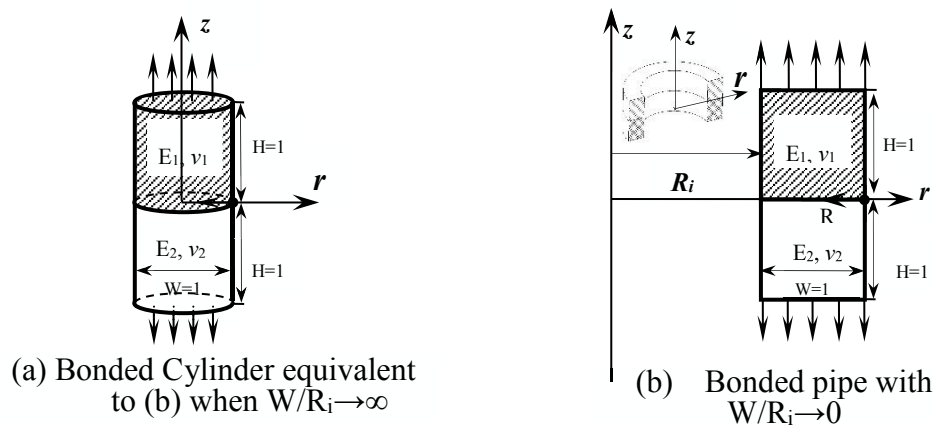 z
H=1
E₁, ν₁
r
E₂, ν₂
W=1
H=1
(a) Bonded Cylinder equivalent
to (b) when W/Rᵢ→∞
z
z
r
E₁, ν₁
H=1
Rᵢ
r
R
E₂, ν₂
H=1
W=1
(b) Bonded pipe with
W/Rᵢ→0